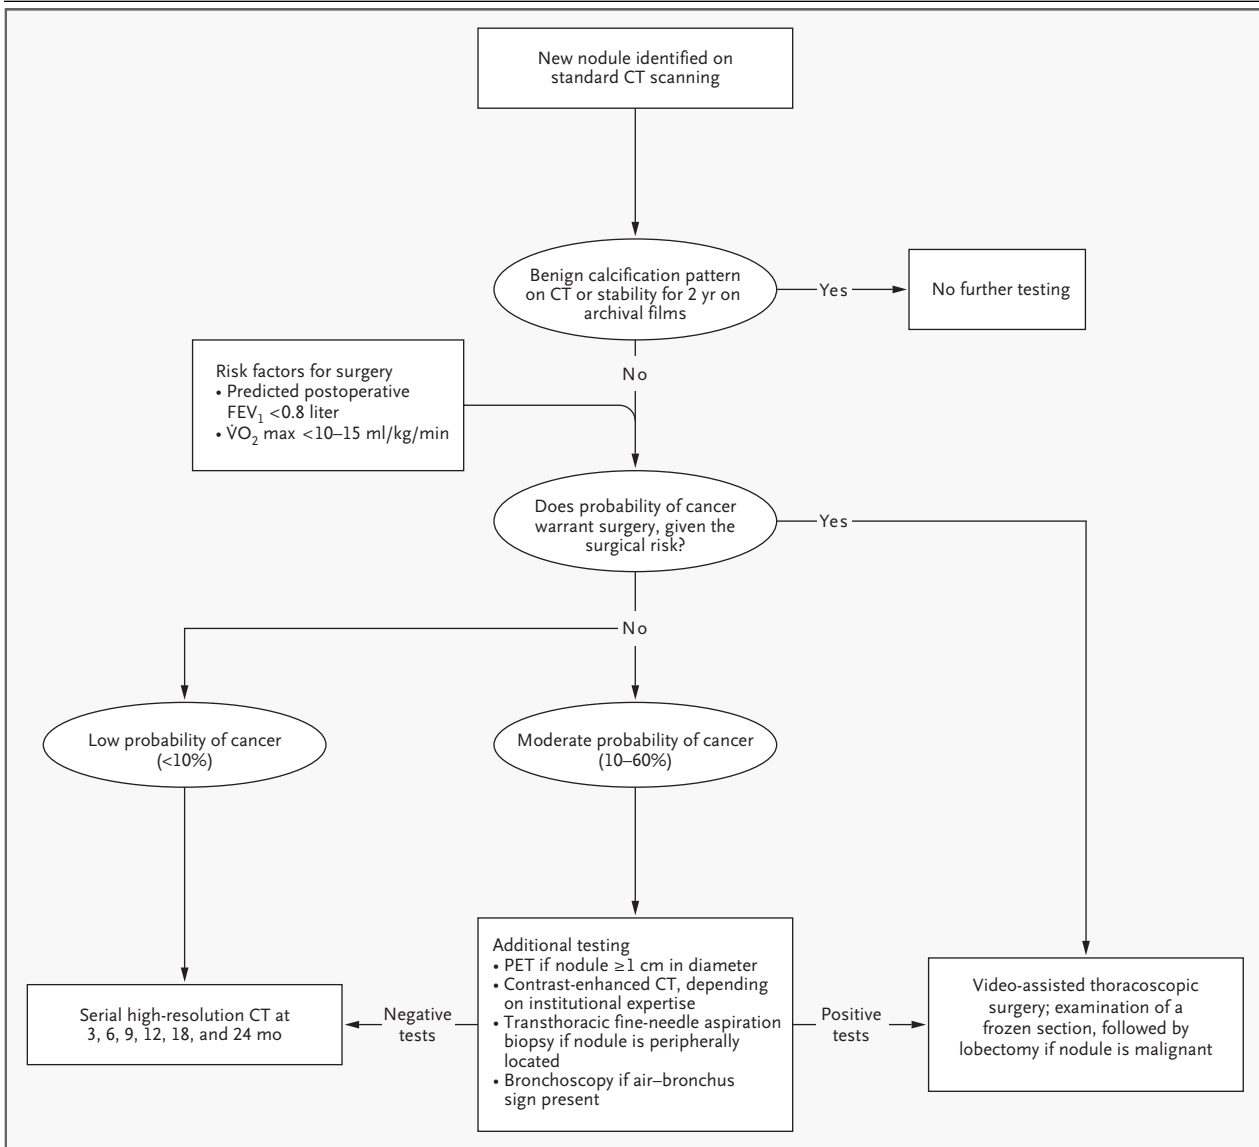 New nodule identified on
standard CT scanning
Benign calcification pattern
on CT or stability for 2 yr on
archival films
Yes
No further testing
No
Risk factors for surgery
• Predicted postoperative
FEV₁ <0.8 liter
• V̇O₂ max <10–15 ml/kg/min
Does probability of cancer
warrant surgery, given the
surgical risk?
Yes
No
Low probability of cancer
(<10%)
Moderate probability of cancer
(10–60%)
Additional testing
• PET if nodule ≥1 cm in diameter
• Contrast-enhanced CT, depending
on institutional expertise
• Transthoracic fine-needle aspiration
biopsy if nodule is peripherally
located
• Bronchoscopy if air–bronchus
sign present
Negative
tests
Serial high-resolution CT at
3, 6, 9, 12, 18, and 24 mo
Positive
tests
Video-assisted thoracoscopic
surgery; examination of a
frozen section, followed by
lobectomy if nodule is malignant